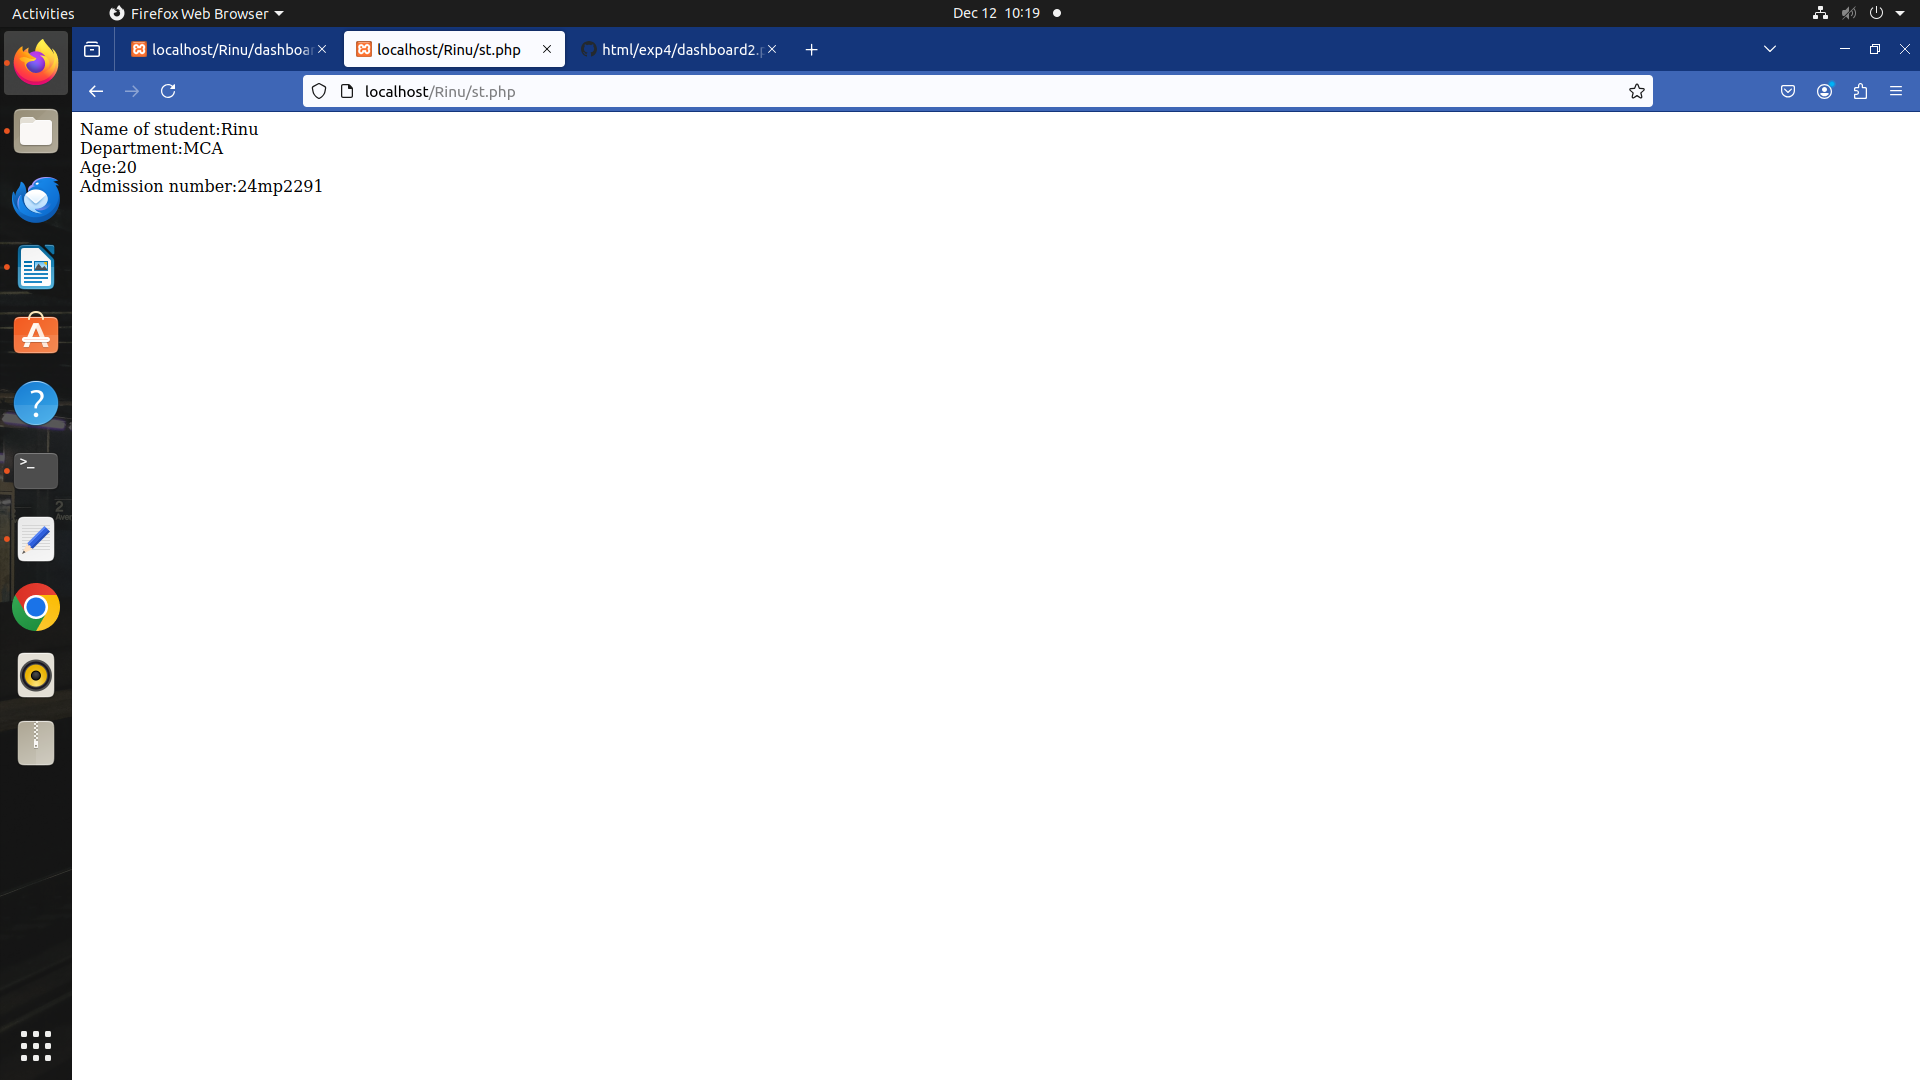 Activities
Firefox Web Browser
Dec 12 10:19
localhost/Rinu/dashboar
localhost/Rinu/st.php
html/exp4/dashboard2.p
localhost/Rinu/st.php
Name of student:Rinu
Department:MCA
Age:20
Admission number:24mp2291